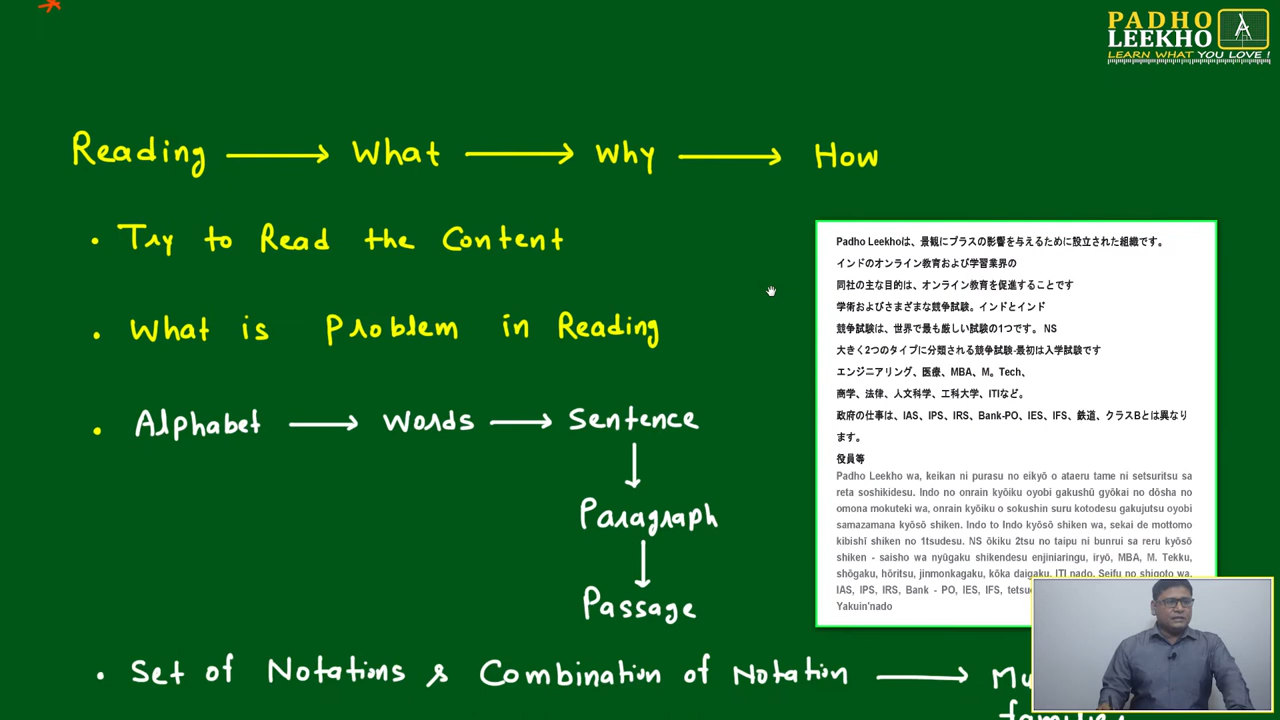 PADHO
LEEKHO
LEARN WHAT YOU LOVE !
Reading → What → Why → How
• Try to Read the Content
• What is Problem in Reading
• Alphabet → Words → Sentence
Paragraph
Passage
• Set of Notations & Combination of Notation →
Padho Leekhoは、景観にプラスの影響を与えるために設立された組織です。
インドのオンライン教育および学習業界の
同社の主な目的は、オンライン教育を促進することです
学術およびさまざまな競争試験。インドとインド
競争試験は、世界で最も厳しい試験の1つです。 NS
大きく2つのタイプに分類される競争試験-最初は入学試験です
エンジニアリング、医療、MBA、M。Tech、
商学、法律、人文科学、工科大学、ITIなど。
政府の仕事は、IAS、IPS、IRS、Bank-PO、IES、IFS、鉄道、クラスBとは異なり
ます。
役員等
Padho Leekho wa, keikan ni purasu no eikyō o ataeru tame ni setsuritsu sa
reta soshikidesu. Indo no onrain kyōiku oyobi gakushū gyōkai no dōsha no
omona mokuteki wa, onrain kyōiku o sokushin suru kotodesu gakujutsu oyobi
samazamana kyōsō shiken. Indo to Indo kyōsō shiken wa, sekai de mottomo
kibishī shiken no 1tsudesu. NS ōkiku 2tsu no taipu ni bunrui sa reru kyōsō
shiken - saisho wa nyūgaku shikendesu enjiniaringu, iryō, MBA, M. Tekku,
shōgaku, hōritsu, jinmonkagaku, kōka daigaku, ITI nado. Seifu no shigoto wa,
IAS, IPS, IRS, Bank - PO, IES, IFS,
Yakuin'nado